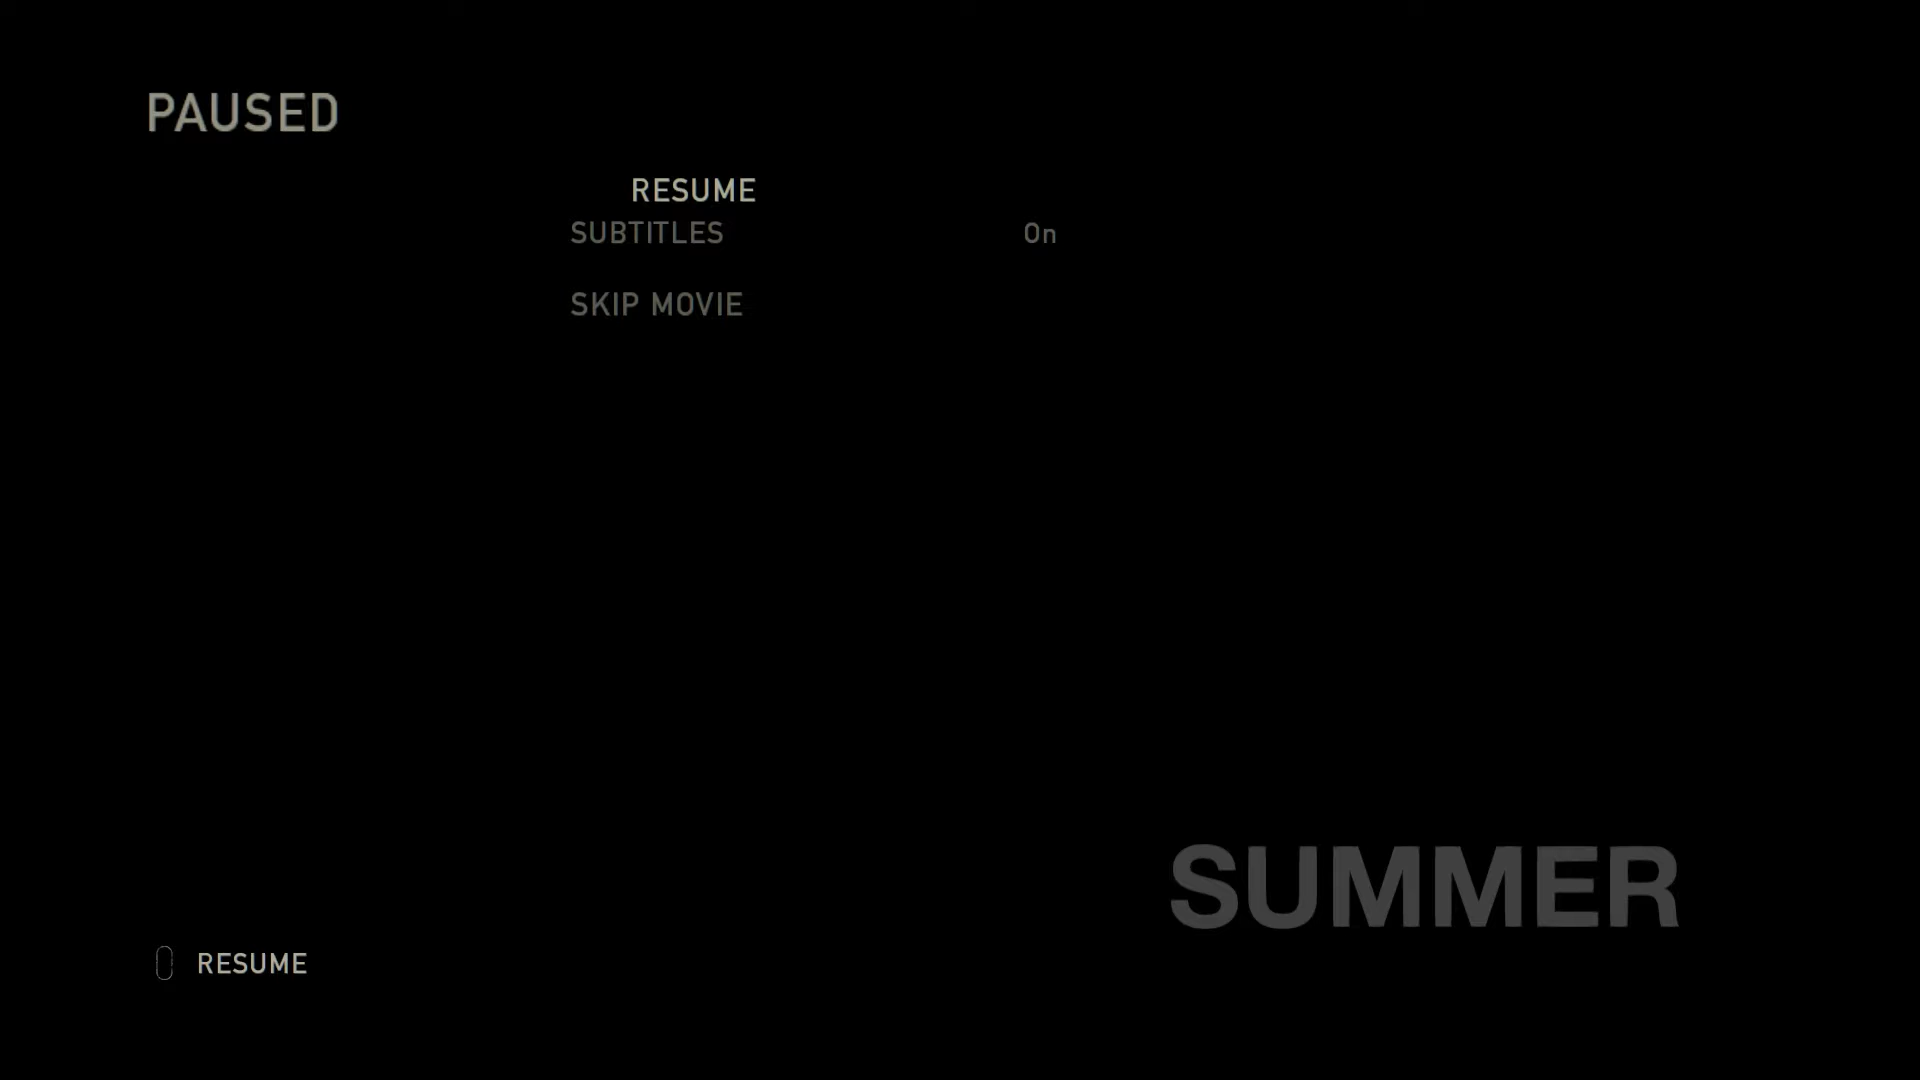 PAUSED
RESUME
SUBTITLES On
SKIP MOVIE
SUMMER
RESUME